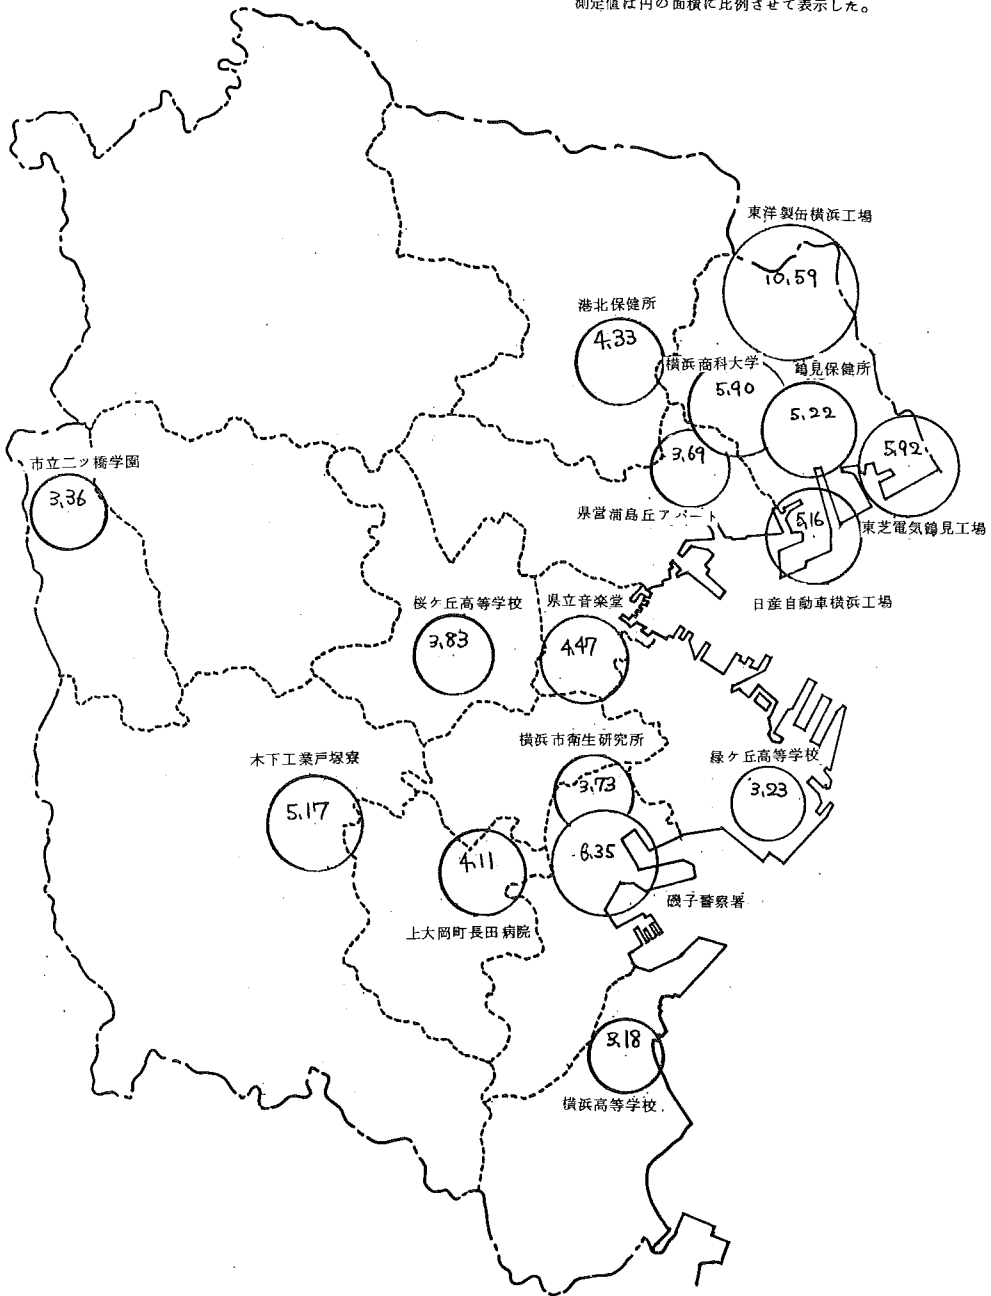 測定値は円の面積に比例させて表示した。
東洋製缶横浜工場
10.59
港北保健所
4.33
横浜商科大学
5.90
鶴見保健所
5.22
5.92
東芝電気鶴見工場
3.69
県営浦島丘アパート
5.16
日産自動車横浜工場
市立二ツ橋学園
3.36
桜ケ丘高等学校
3.83
県立音楽堂
4.47
横浜市衛生研究所
3.73
緑ケ丘高等学校
3.23
木下工業戸塚寮
5.17
4.11
上大岡町長田病院
6.35
磯子警察署
3.18
横浜高等学校